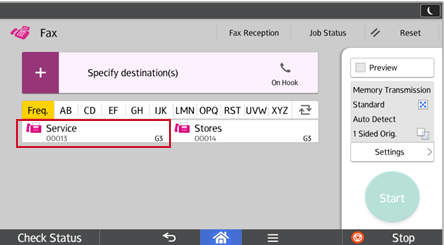 Fax
Fax Reception
Job Status
Reset
+
Specify destination(s)
On Hook
Preview
Memory Transmission
Standard
Auto Detect
1 Sided Orig.
Settings >
Freq. AB CD EF GH IJK LMN OPQ RST UVW XYZ
Service
00013 G3
Stores
00014 G3
Start
Check Status
Stop